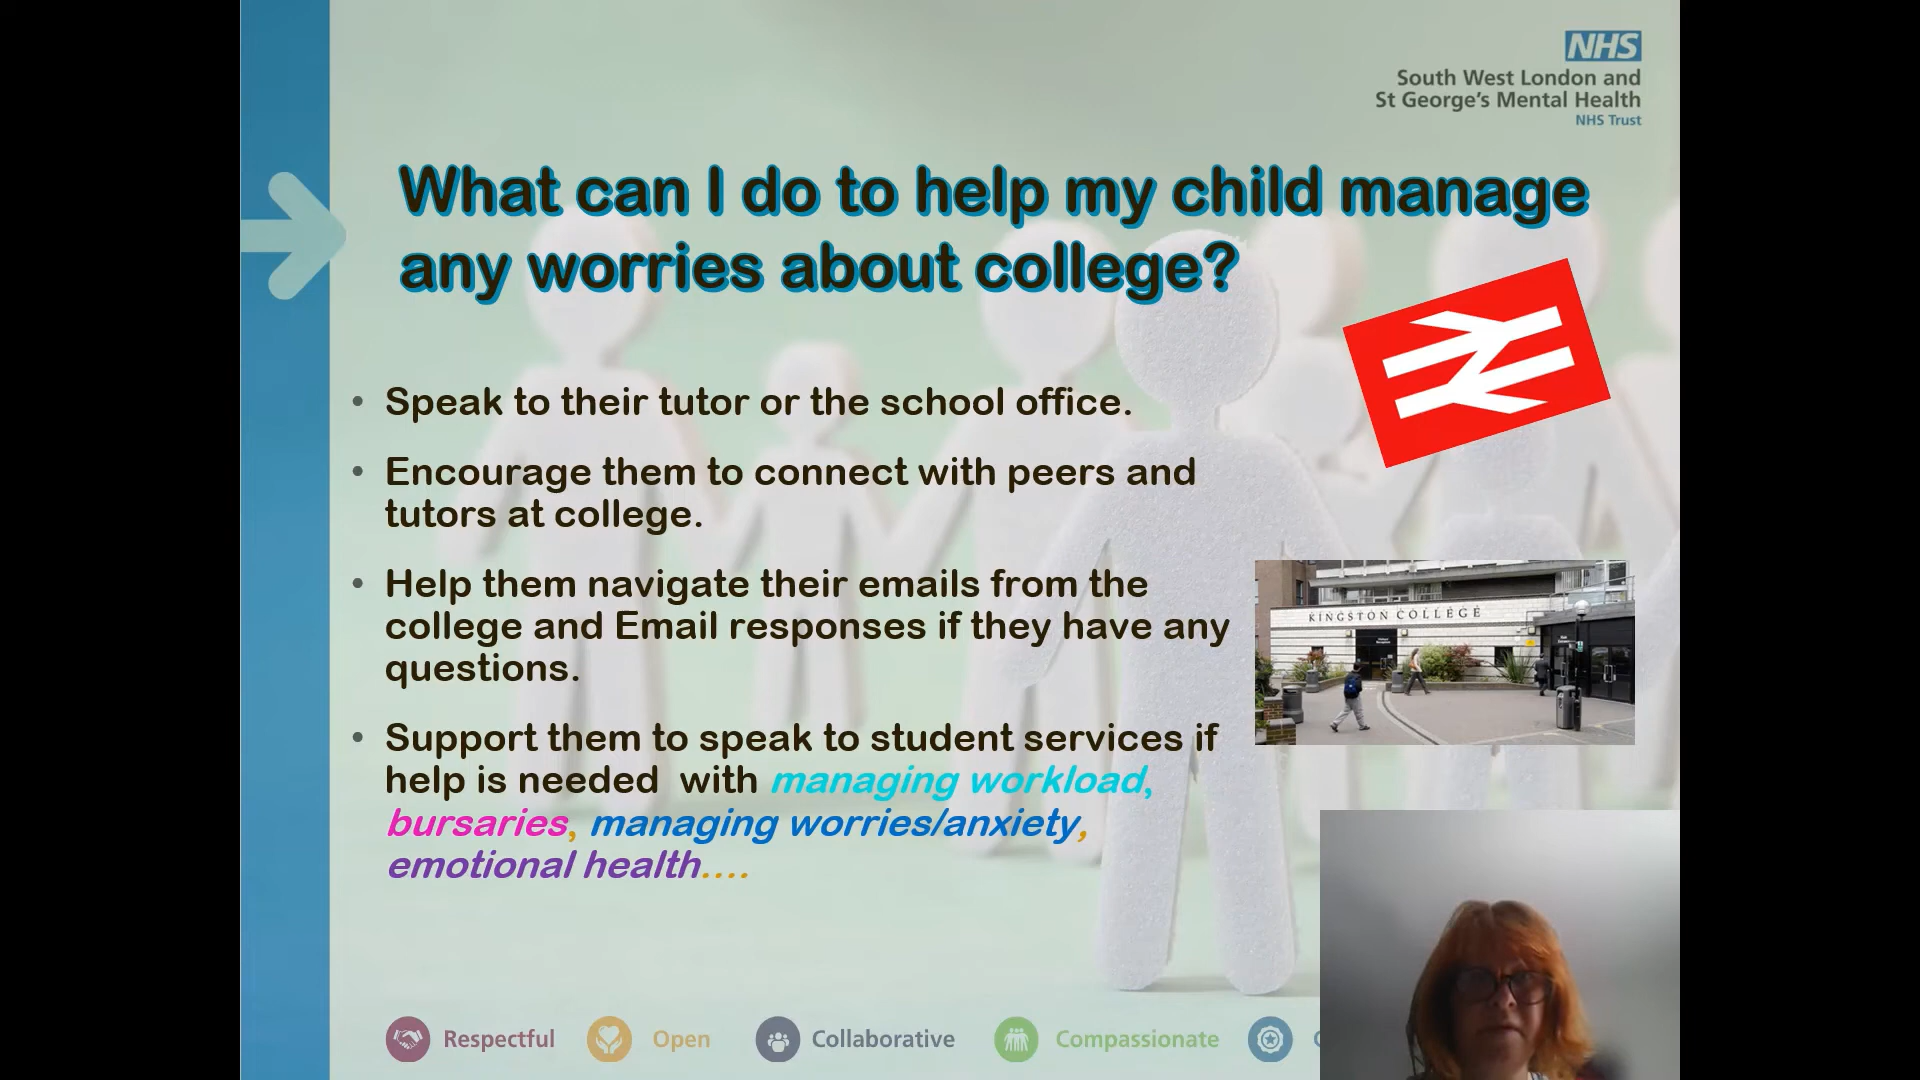 NHS
South West London and
St George's Mental Health
NHS Trust
What can I do to help my child manage
any worries about college?
• Speak to their tutor or the school office.
• Encourage them to connect with peers and
tutors at college.
• Help them navigate their emails from the
college and Email responses if they have any
questions.
KINGSTON COLLEGE
• Support them to speak to student services if
help is needed with managing workload,
bursaries, managing worries/anxiety,
emotional health....
Respectful
Open
Collaborative
Compassionate